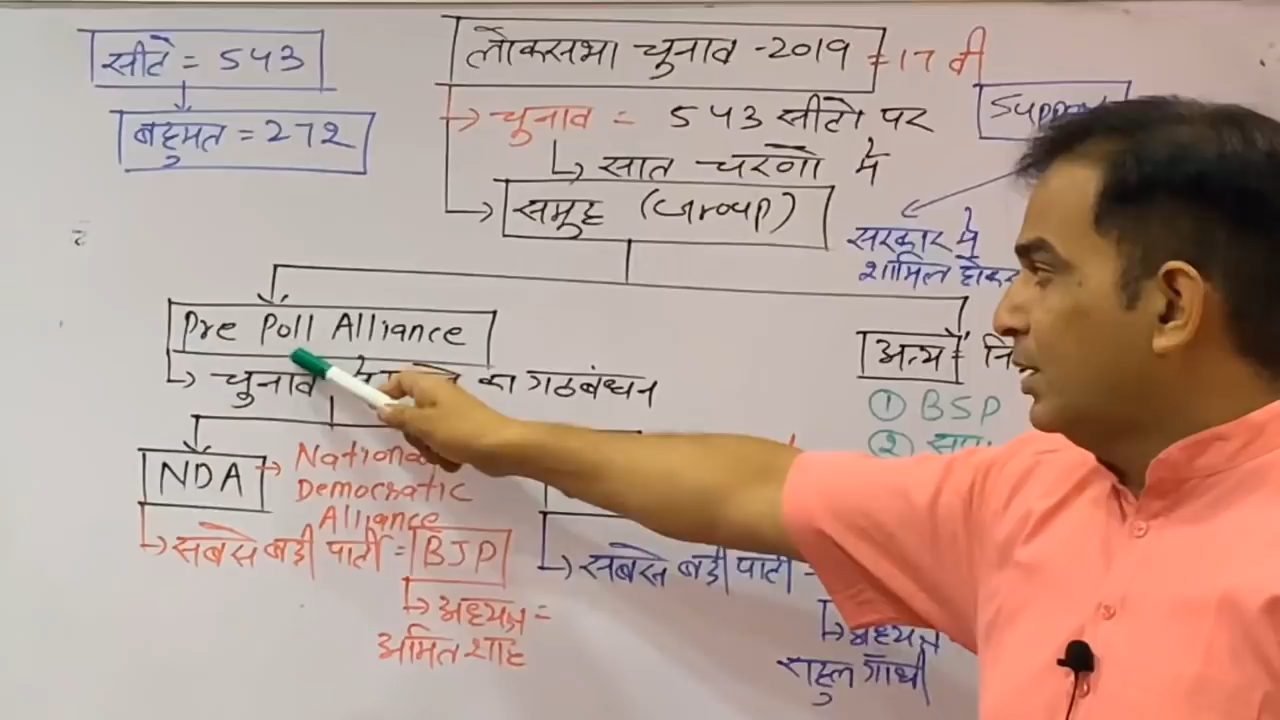 सीटे = 543
बहुमत = 272
लोकसभा चुनाव -2019 = 17 वी
चुनाव = 543 सीटो पर
सात चरणो मे
समूह (Group)
सरकार मे
शामिल होकर
Pre Poll Alliance
चुनाव का गठबंधन
अन्य =
① BSP
②
NDA → National
Democratic
Alliance
सबसे बडी पार्टी = BJP
अध्यक्ष =
अमित शाह
सबसे बडी पार्टी -
अध्यक्ष
राहुल गाँधी